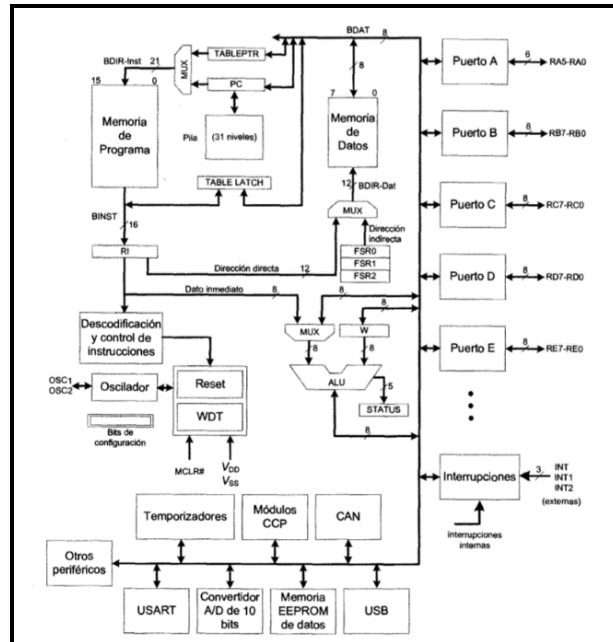 BDAT
8
BDIR-Inst
21
MUX
TABLEPTR
PC
15
0
Memoria
de
Programa
Pila
(31 niveles)
8
7
0
Memoria
de
Datos
TABLE LATCH
12
BDIR-Dat
MUX
BINST
16
RI
Dirección
indirecta
FSR0
FSR1
FSR2
Dirección directa
12
Dato inmediato
8
8
8
Descodificación
y control de
instrucciones
MUX
W
8
8
ALU
5
STATUS
8
OSC1
OSC2
Oscilador
Reset
WDT
Bits de
configuración
MCLR#
VDD
VSS
Puerto A
6
RA5-RA0
Puerto B
8
RB7-RB0
Puerto C
8
RC7-RC0
Puerto D
8
RD7-RD0
Puerto E
8
RE7-RE0
Interrupciones
3
INT
INT1
INT2
(externas)
Interrupciones
internas
Temporizadores
Módulos
CCP
CAN
Otros
periféricos
USART
Convertidor
A/D de 10
bits
Memoria
EEPROM
de datos
USB